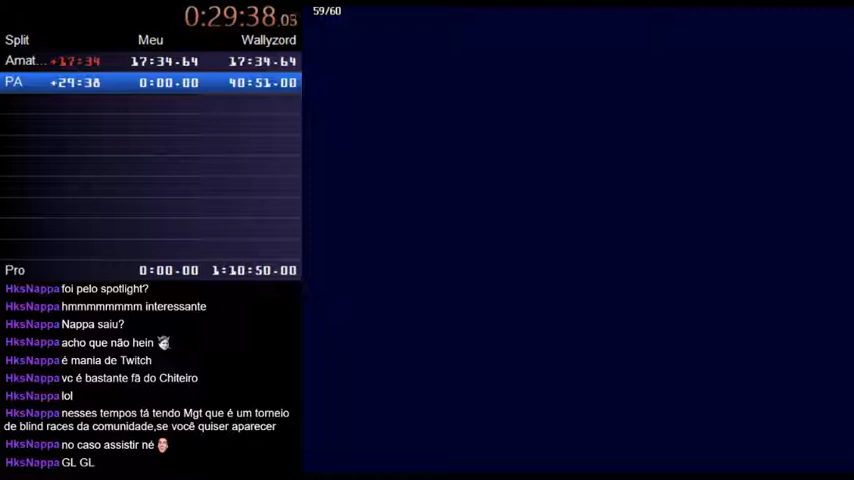 0:29:38.05
59/60
Split Meu Wallyzord
Amat... +17:34 17:34.64 17:34.64
PA +29:38 0:00.00 40:51.00
Pro 0:00.00 1:10:50.00
HksNappa foi pelo spotlight?
HksNappa hmmmmmmmm interessante
HksNappa Nappa saiu?
HksNappa acho que não hein
HksNappa é mania de Twitch
HksNappa vc é bastante fã do Chiteiro
HksNappa lol
HksNappa nesses tempos tá tendo Mgt que é um torneio
de blind races da comunidade,se você quiser aparecer
HksNappa no caso assistir né
HksNappa GL GL